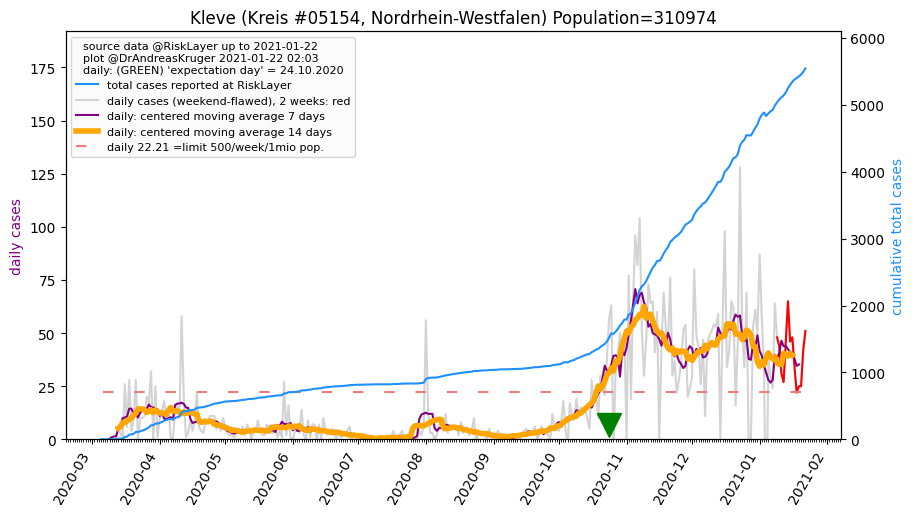 Kleve (Kreis #05154, Nordrhein-Westfalen) Population=310974
source data @RiskLayer up to 2021-01-22
plot @DrAndreasKruger 2021-01-22 02:03
daily: (GREEN) 'expectation day' = 24.10.2020
total cases reported at RiskLayer
daily cases (weekend-flawed), 2 weeks: red
daily: centered moving average 7 days
daily: centered moving average 14 days
daily 22.21 =limit 500/week/1mio pop.
daily cases
175
150
125
100
75
50
25
0
6000
5000
4000
3000
2000
1000
0
cumulative total cases
2020-03
2020-04
2020-05
2020-06
2020-07
2020-08
2020-09
2020-10
2020-11
2020-12
2021-01
2021-02